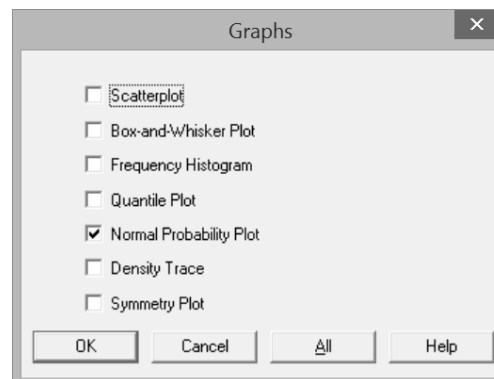 Graphs
Scatterplot
Box-and-Whisker Plot
Frequency Histogram
Quantile Plot
Normal Probability Plot
Density Trace
Symmetry Plot
OK Cancel All Help